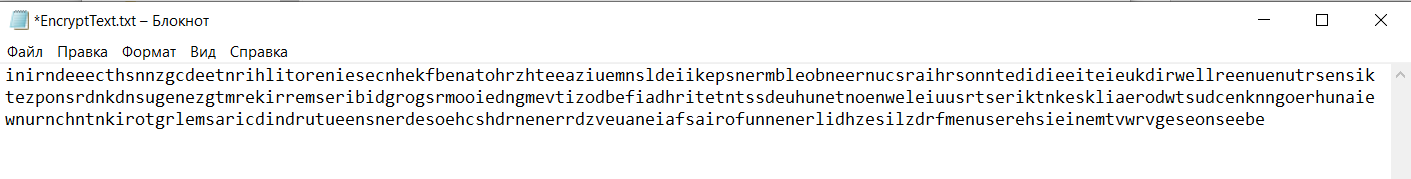 *EncryptText.txt – Блокнот
Файл Правка Формат Вид Справка
inirndeeecthsnnzgcdeetnrihlitoreniesecnhekfbenatohrzhteeaziuemnsldeiikepsnermbleobneernucsraihrsonntedidieeiteieukdirwellreenuenutrsensik
tezponsrdnkdnsugenezgtmrekirremseribidgrogsrmooiedngmevtizodbefiadhritetntssdeuhunetnoenweleiuusrtseriktnkeskliaerodwtsudcenknngoerhunaie
wnurnchntnkirotgrlemsaricdindrutueensnerdesoehcshdrnenerrdzveuaneiafsairofunnenerlidhzesilzdrfmenuserehsieinemtvwrvgeseonseebe